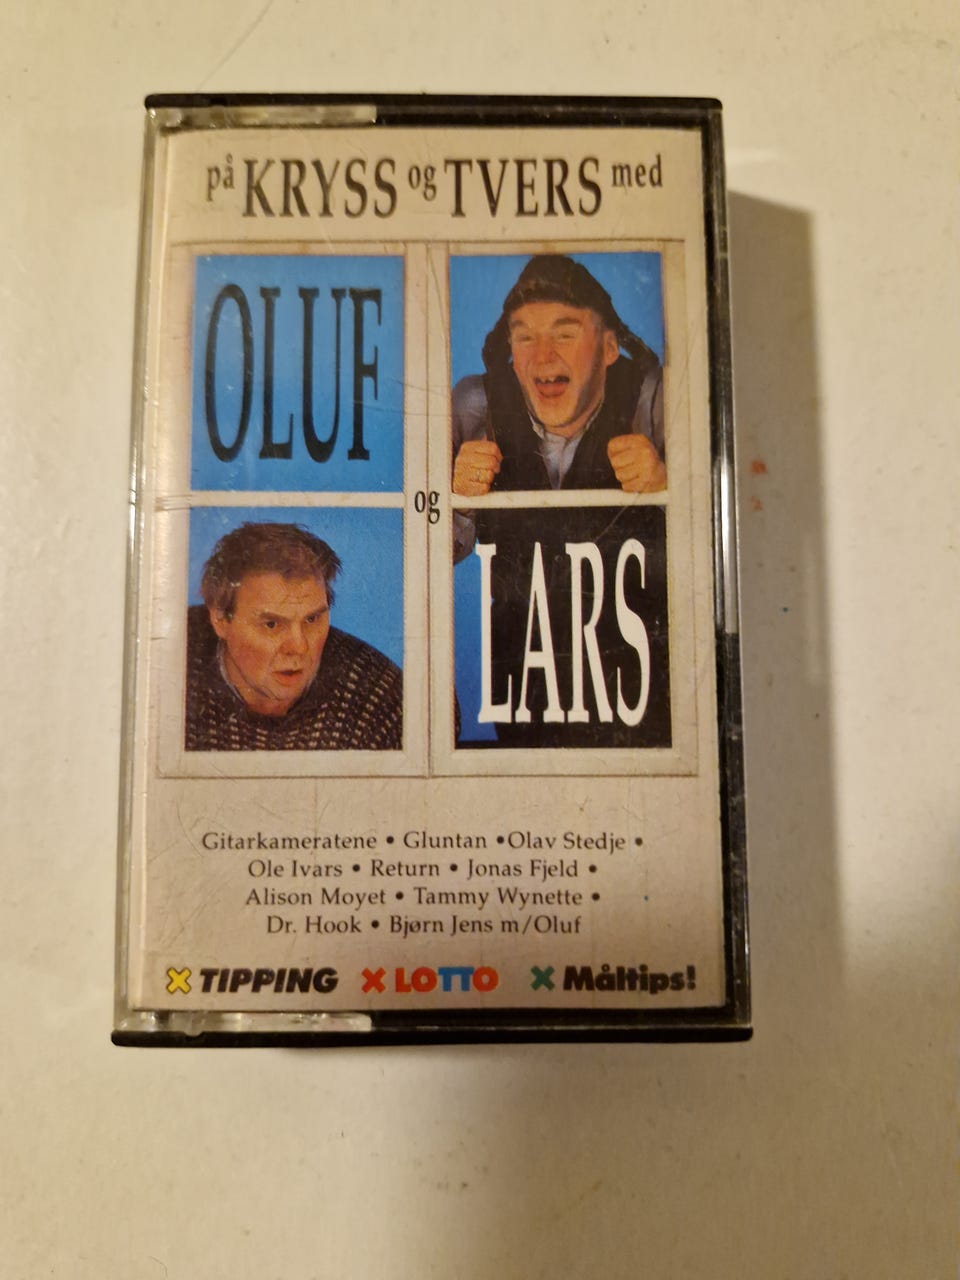 på KRYSS og TVERS med
OLUF
og
LARS
Gitarkameratene • Gluntan • Olav Stedje •
Ole Ivars • Return • Jonas Fjeld •
Alison Moyet • Tammy Wynette •
Dr. Hook • Bjørn Jens m/Oluf
TIPPING LOTTO Måltips!